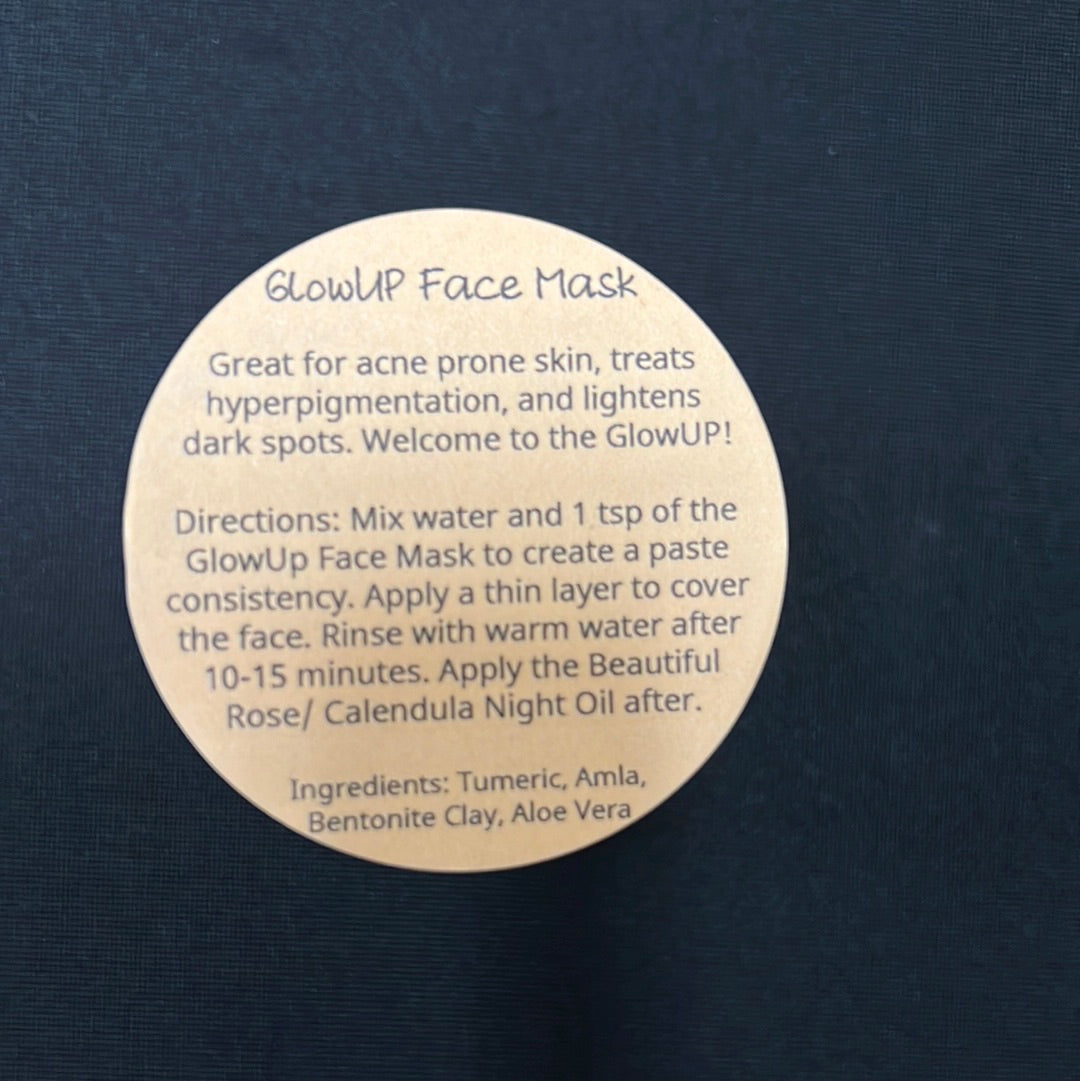 GlowUP Face Mask
Great for acne prone skin, treats
hyperpigmentation, and lightens
dark spots. Welcome to the GlowUP!
Directions: Mix water and 1 tsp of the
GlowUp Face Mask to create a paste
consistency. Apply a thin layer to cover
the face. Rinse with warm water after
10-15 minutes. Apply the Beautiful
Rose/ Calendula Night Oil after.
Ingredients: Tumeric, Amla,
Bentonite Clay, Aloe Vera